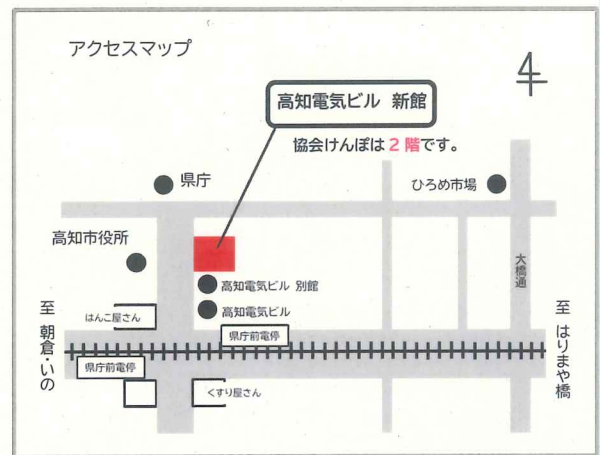 アクセスマップ
高知電気ビル 新館
協会けんぽは2階です。
県庁
ひろめ市場
高知市役所
大橋通
高知電気ビル 別館
高知電気ビル
はんこ屋さん
県庁前電停
至 朝倉・いの
至 はりまや橋
県庁前電停
くすり屋さん